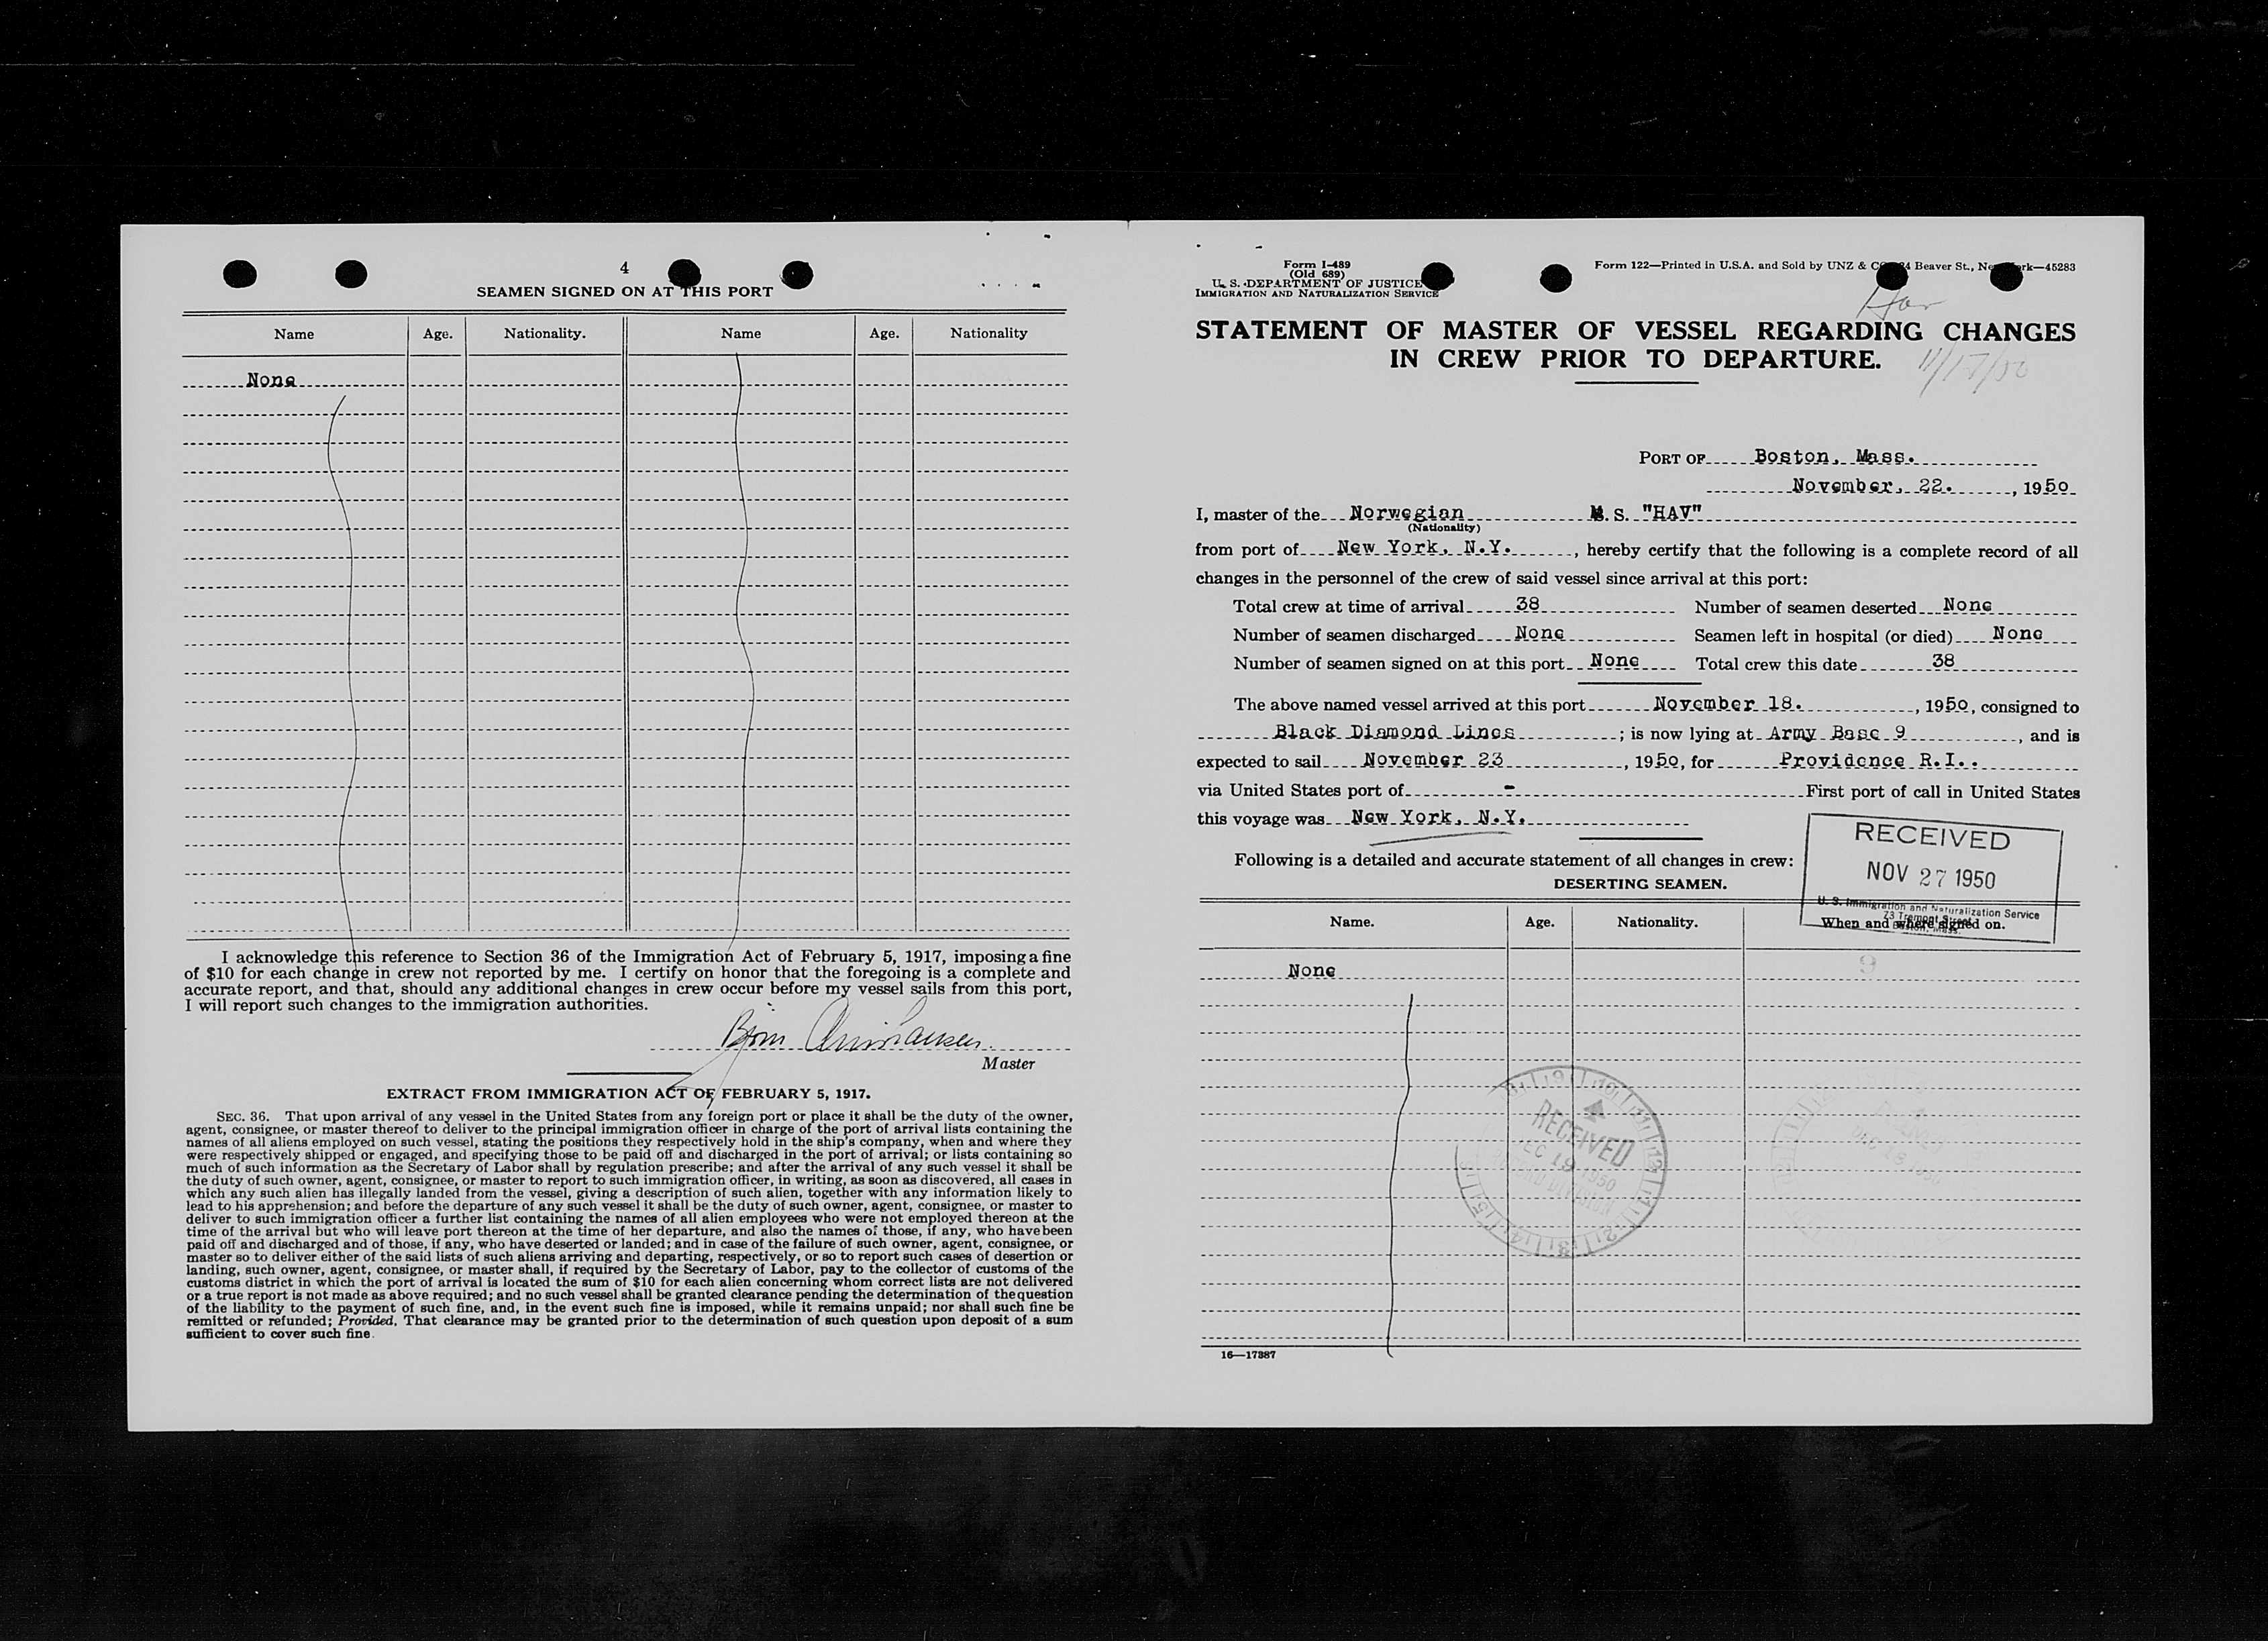 4
SEAMEN SIGNED ON AT THIS PORT
Name Age. Nationality. Name Age. Nationality
None
I acknowledge this reference to Section 36 of the Immigration Act of February 5, 1917, imposing a fine
of $10 for each change in crew not reported by me. I certify on honor that the foregoing is a complete and
accurate report, and that, should any additional changes in crew occur before my vessel sails from this port,
I will report such changes to the immigration authorities.
Master
EXTRACT FROM IMMIGRATION ACT OF FEBRUARY 5, 1917.
SEC. 36. That upon arrival of any vessel in the United States from any foreign port or place it shall be the duty of the owner,
agent, consignee, or master thereof to deliver to the principal immigration officer in charge of the port of arrival lists containing the
names of all aliens employed on such vessel, stating the positions they respectively hold in the ship's company, when and where they
were respectively shipped or engaged, and specifying those to be paid off and discharged in the port of arrival; or lists containing so
much of such information as the Secretary of Labor shall by regulation prescribe; and after the arrival of any such vessel it shall be
the duty of such owner, agent, consignee, or master to report to such immigration officer, in writing, as soon as discovered, all cases in
which any such alien has illegally landed from the vessel, giving a description of such alien, together with any information likely to
lead to his apprehension; and before the departure of any such vessel it shall be the duty of such owner, agent, consignee, or master to
deliver to such immigration officer a further list containing the names of all alien employees who were not employed thereon at the
time of the arrival but who will leave port thereon at the time of her departure, and also the names of those, if any, who have been
paid off and discharged and of those, if any, who have deserted or landed; and in case of the failure of such owner, agent, consignee, or
master so to deliver either of the said lists of such aliens arriving and departing, respectively, or so to report such cases of desertion or
landing, such owner, agent, consignee, or master shall, if required by the Secretary of Labor, pay to the collector of customs of the
customs district in which the port of arrival is located the sum of $10 for each alien concerning whom correct lists are not delivered
or a true report is not made as above required; and no such vessel shall be granted clearance pending the determination of the question
of the liability to the payment of such fine, and, in the event such fine is imposed, while it remains unpaid; nor shall such fine be
remitted or refunded; Provided, That clearance may be granted prior to the determination of such question upon deposit of a sum
sufficient to cover such fine.
Form I-489
(Old 689)
U. S. DEPARTMENT OF JUSTICE
IMMIGRATION AND NATURALIZATION SERVICE
Form 122—Printed in U.S.A. and Sold by UNZ & Beaver St., 45283
STATEMENT OF MASTER OF VESSEL REGARDING CHANGES
IN CREW PRIOR TO DEPARTURE.
11/17/50
PORT OF Boston, Mass.
November, 22. , 1950
I, master of the Norwegian M.S. "HAV"
(Nationality)
from port of New York, N.Y. , hereby certify that the following is a complete record of all
changes in the personnel of the crew of said vessel since arrival at this port:
Total crew at time of arrival 38 Number of seamen deserted None
Number of seamen discharged None Seamen left in hospital (or died) None
Number of seamen signed on at this port None Total crew this date 38
The above named vessel arrived at this port November 18. , 1950, consigned to
Black Diamond Lines ; is now lying at Army Base 9 , and is
expected to sail November 23 , 1950, for Providence R.I..
via United States port of - First port of call in United States
this voyage was New York, N.Y.
RECEIVED
NOV 27 1950
U. S. Immigration and Naturalization Service
73 Tremont Street
Boston, Mass.
Following is a detailed and accurate statement of all changes in crew:
DESERTING SEAMEN.
Name. Age. Nationality. When and where signed on.
None
9
RECEIVED
DEC 19 1950
DEC 18 1950
16—17387